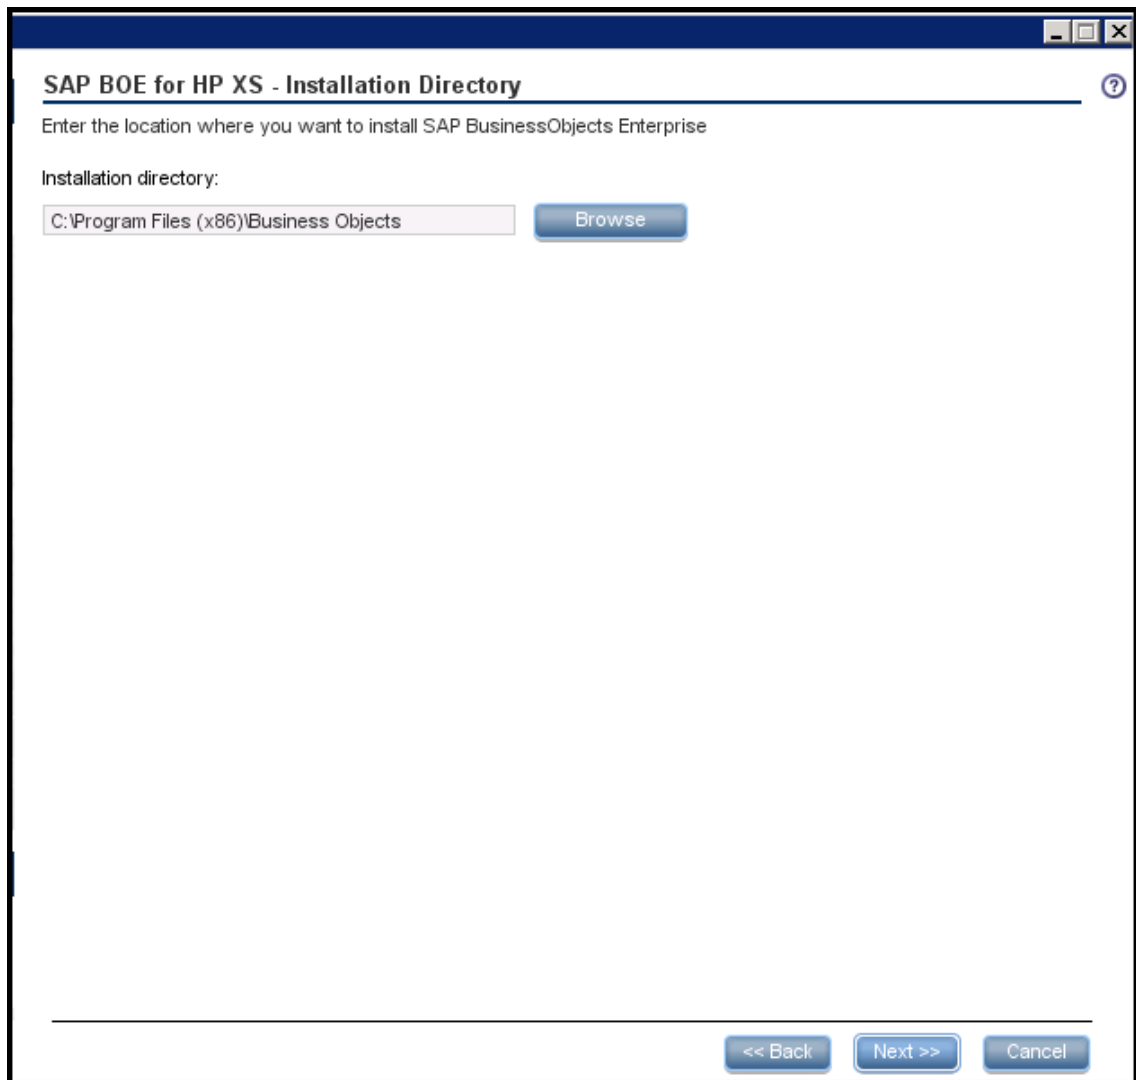 SAP BOE for HP XS - Installation Directory
?
Enter the location where you want to install SAP BusinessObjects Enterprise
Installation directory:
C:\Program Files (x86)\Business Objects
Browse
<< Back
Next >>
Cancel